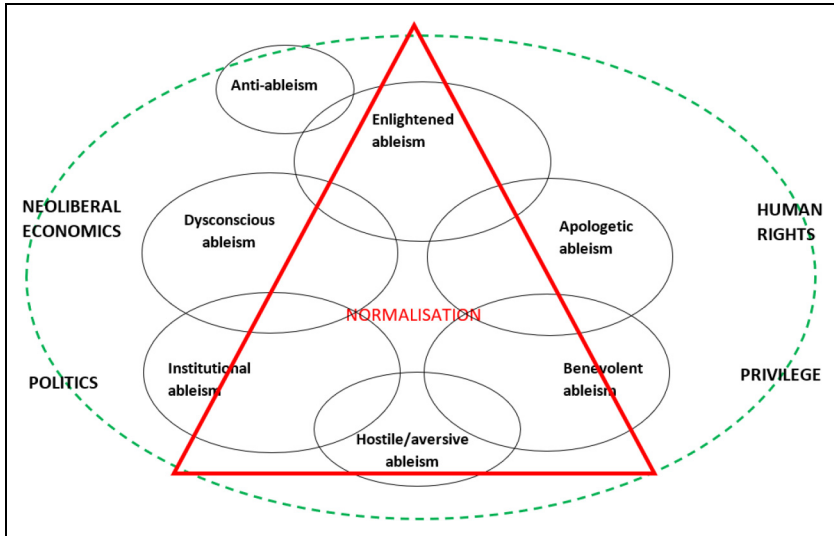 Anti-ableism
Enlightened
ableism
NEOLIBERAL
ECONOMICS
Dysconscious
ableism
Apologetic
ableism
HUMAN
RIGHTS
NORMALISATION
POLITICS
Institutional
ableism
Benevolent
ableism
PRIVILEGE
Hostile/aversive
ableism